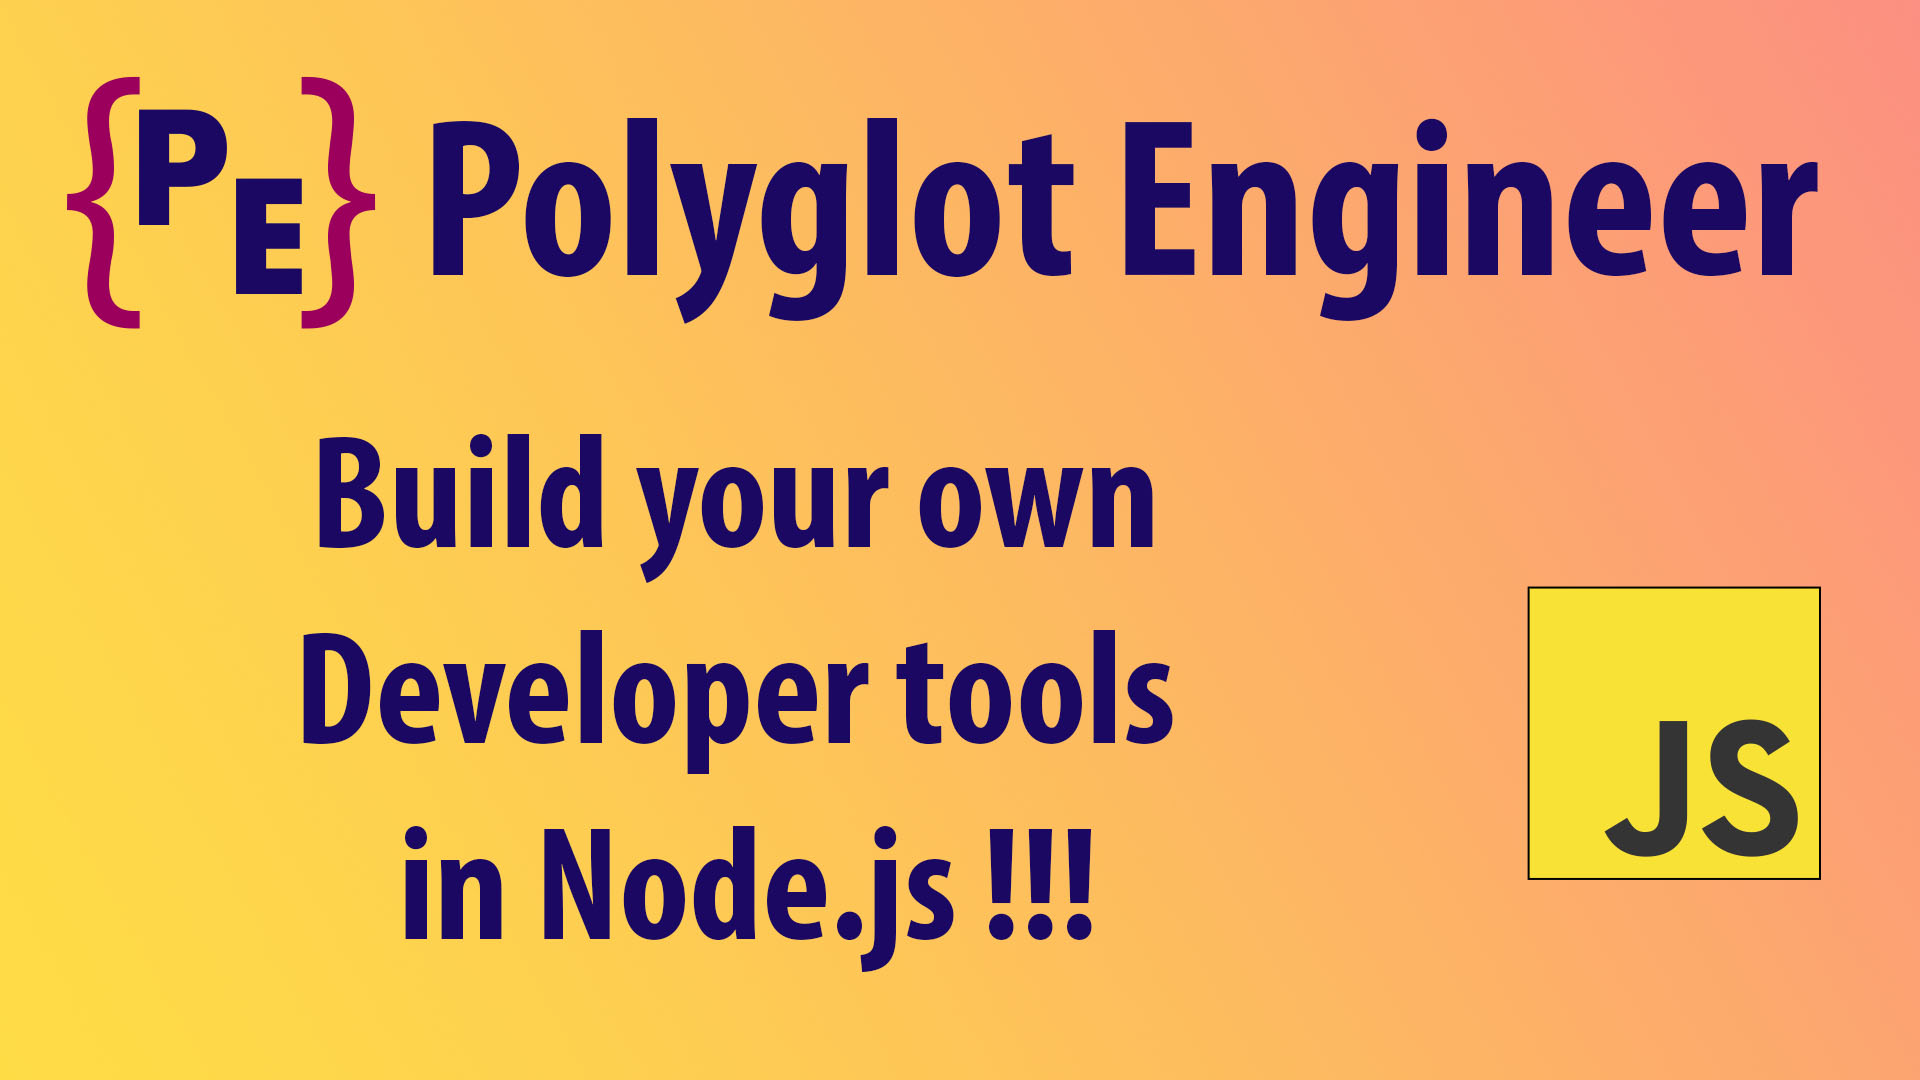 {PE} Polyglot Engineer
Build your own
Developer tools
in Node.js !!!
JS